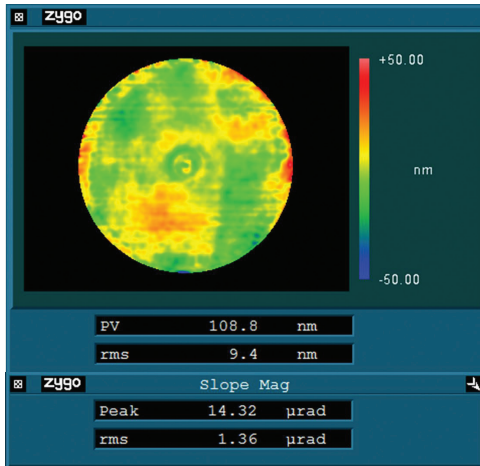 zygo
+50.00
nm
-50.00
PV 108.8 nm
rms 9.4 nm
zygo Slope Mag
Peak 14.32 µrad
rms 1.36 µrad